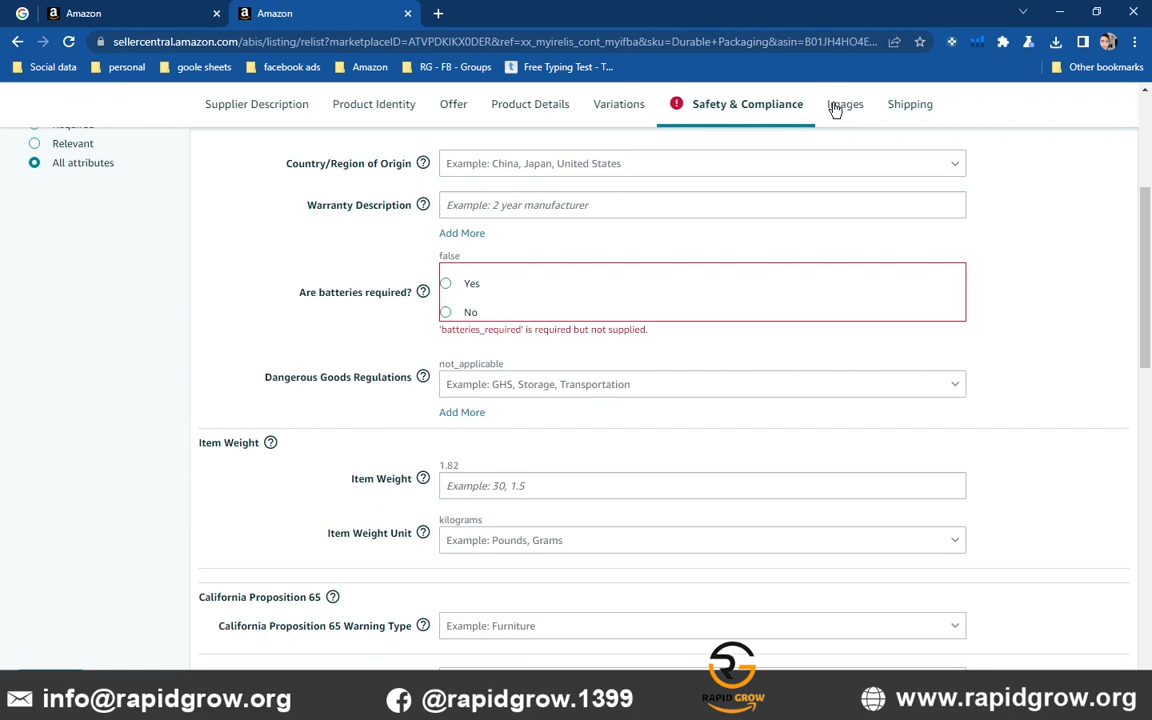 Amazon
Amazon
sellercentral.amazon.com/abis/listing/relist?marketplaceID=ATVPDKIKX0DER&ref=xx_myirelis_cont_myifba&sku=Durable+Packaging&asin=B01JH4HO4E...
Social data
personal
goole sheets
facebook ads
Amazon
RG - FB - Groups
Free Typing Test - T...
Other bookmarks
Supplier Description
Product Identity
Offer
Product Details
Variations
Safety & Compliance
Images
Shipping
Required
Relevant
All attributes
Country/Region of Origin
Example: China, Japan, United States
Warranty Description
Example: 2 year manufacturer
Add More
false
Are batteries required?
Yes
No
'batteries_required' is required but not supplied.
not_applicable
Dangerous Goods Regulations
Example: GHS, Storage, Transportation
Add More
Item Weight
1.82
Item Weight
Example: 30, 1.5
kilograms
Item Weight Unit
Example: Pounds, Grams
California Proposition 65
California Proposition 65 Warning Type
Example: Furniture
RG
RAPID GROW
info@rapidgrow.org
@rapidgrow.1399
www.rapidgrow.org